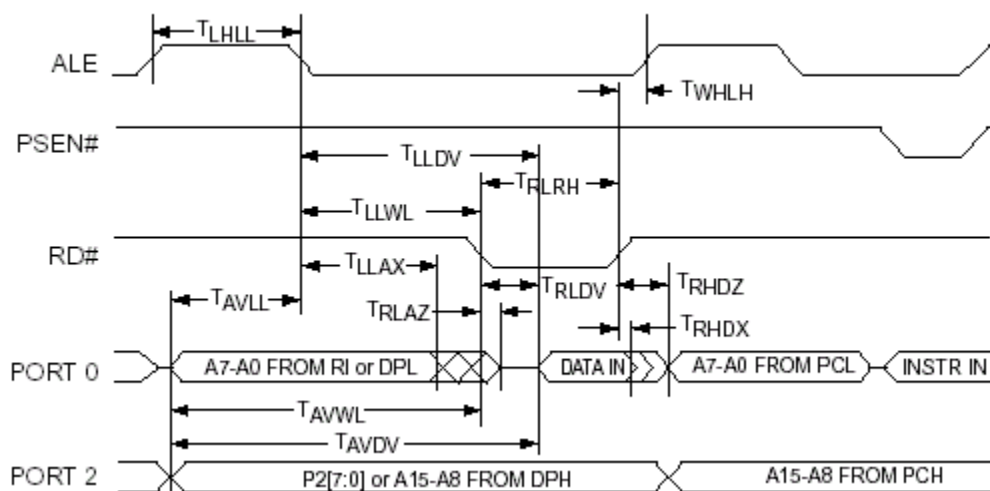 TLHLL
ALE
TWHLH
PSEN#
TLLDV
TRLRH
TLLWL
RD#
TLLAX
TRLDV
TRHDZ
TAVLL
TRLAZ
TRHDX
PORT 0
A7-A0 FROM RI or DPL
DATA IN
A7-A0 FROM PCL
INSTR IN
TAVWL
TAVDV
PORT 2
P2[7:0] or A15-A8 FROM DPH
A15-A8 FROM PCH